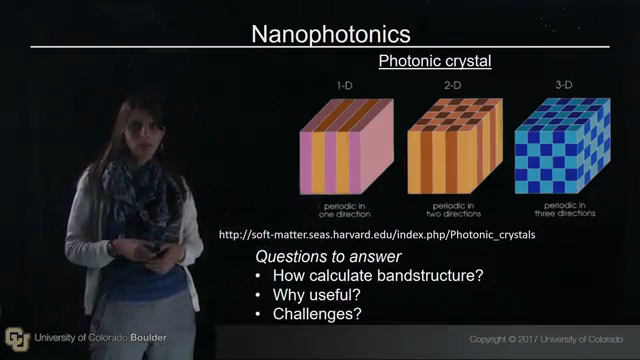 Nanophotonics
Photonic crystal
1-D 2-D 3-D
periodic in one direction
periodic in two directions
periodic in three directions
http://soft-matter.seas.harvard.edu/index.php/Photonic_crystals
Questions to answer
• How calculate bandstructure?
• Why useful?
• Challenges?
CU
University of Colorado Boulder
Copyright © 2017 University of Colorado